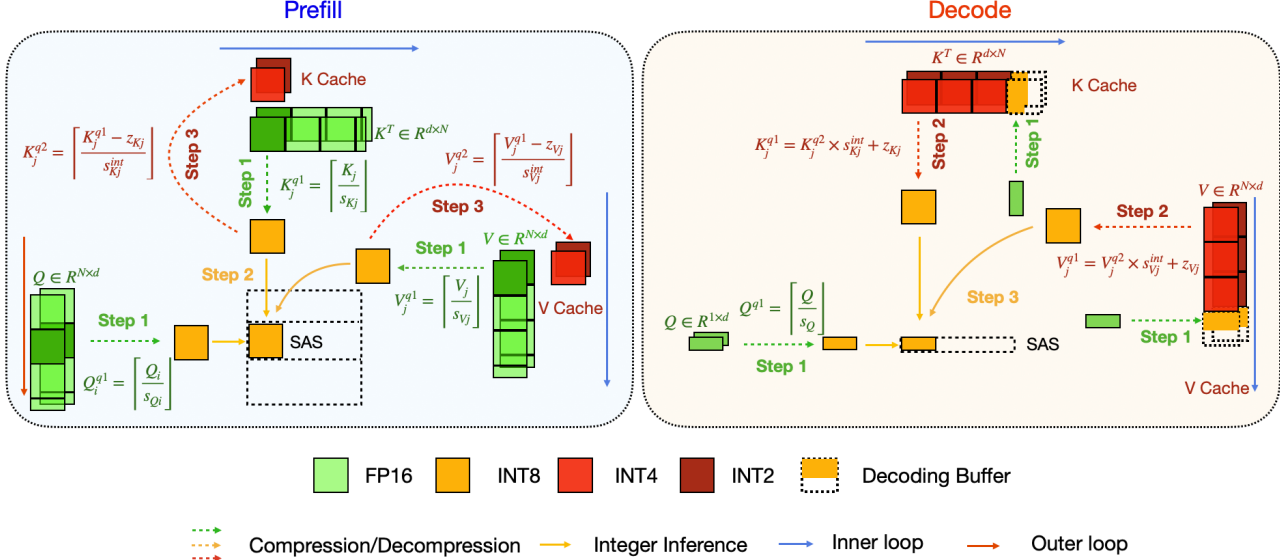 Prefill
K Cache
K^T ∈ R^{d×N}
K_j^{q2} = ⌈(K_j^{q1} − z_{Kj}) / s_{Kj}^{int}⌋
Step 3
Step 1
K_j^{q1} = ⌈K_j / s_{Kj}⌋
V_j^{q2} = ⌈(V_j^{q1} − z_{Vj}) / s_{Vj}^{int}⌋
Step 3
Step 2
Step 1
V ∈ R^{N×d}
V_j^{q1} = ⌈V_j / s_{Vj}⌋
V Cache
Q ∈ R^{N×d}
Step 1
Q_i^{q1} = ⌈Q_i / s_{Qi}⌋
SAS
Decode
K^T ∈ R^{d×N}
K Cache
K_j^{q1} = K_j^{q2} × s_{Kj}^{int} + z_{Kj}
Step 2
Step 1
V ∈ R^{N×d}
Step 2
V_j^{q1} = V_j^{q2} × s_{Vj}^{int} + z_{Vj}
Step 3
Q ∈ R^{1×d}
Q^{q1} = ⌈Q / s_Q⌋
Step 1
SAS
Step 1
V Cache
FP16
INT8
INT4
INT2
Decoding Buffer
Compression/Decompression
Integer Inference
Inner loop
Outer loop